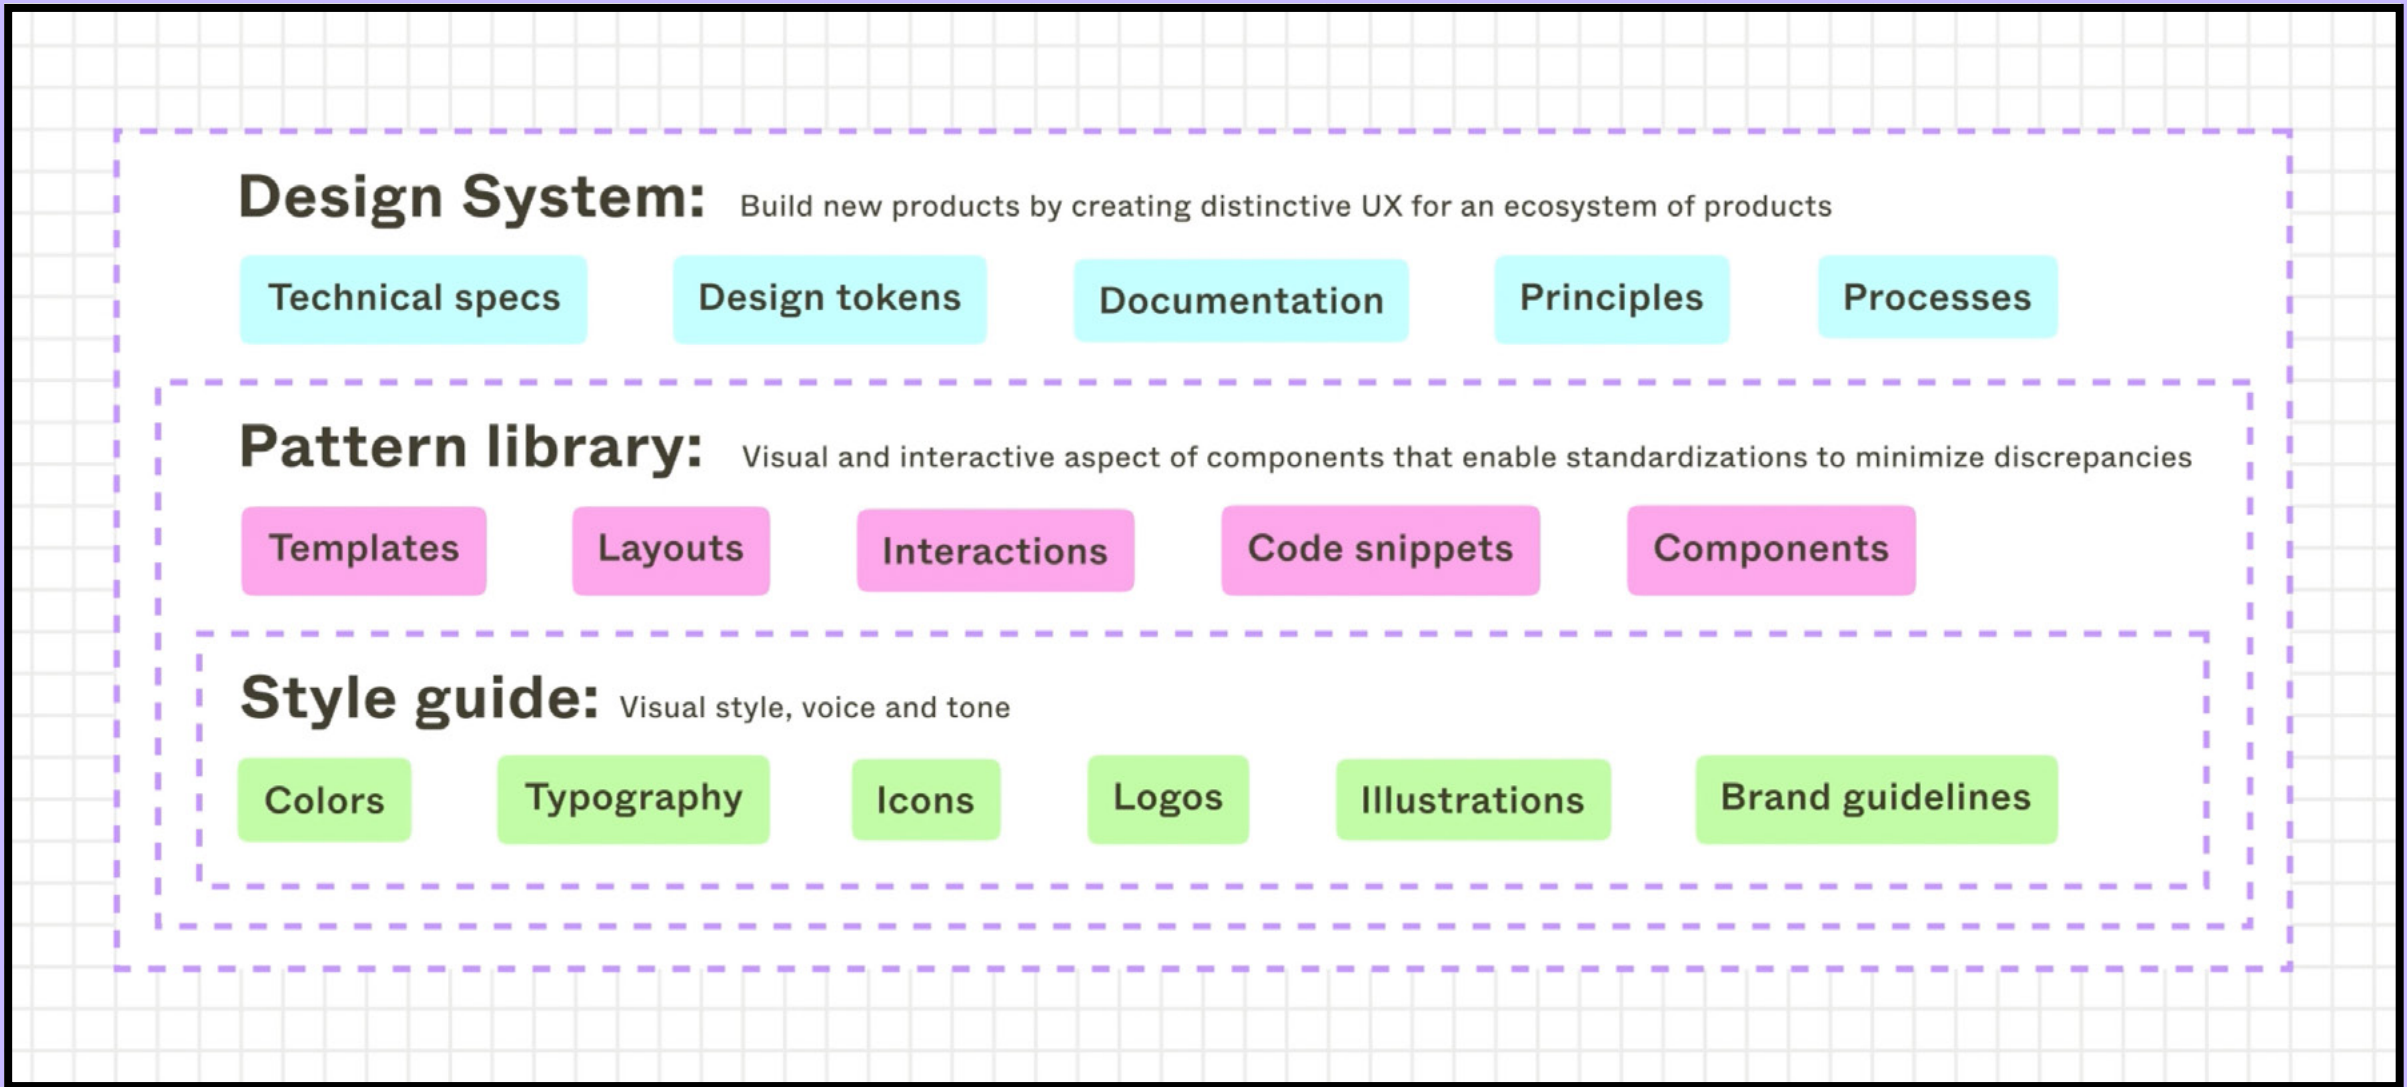 Design System: Build new products by creating distinctive UX for an ecosystem of products
Technical specs Design tokens Documentation Principles Processes
Pattern library: Visual and interactive aspect of components that enable standardizations to minimize discrepancies
Templates Layouts Interactions Code snippets Components
Style guide: Visual style, voice and tone
Colors Typography Icons Logos Illustrations Brand guidelines